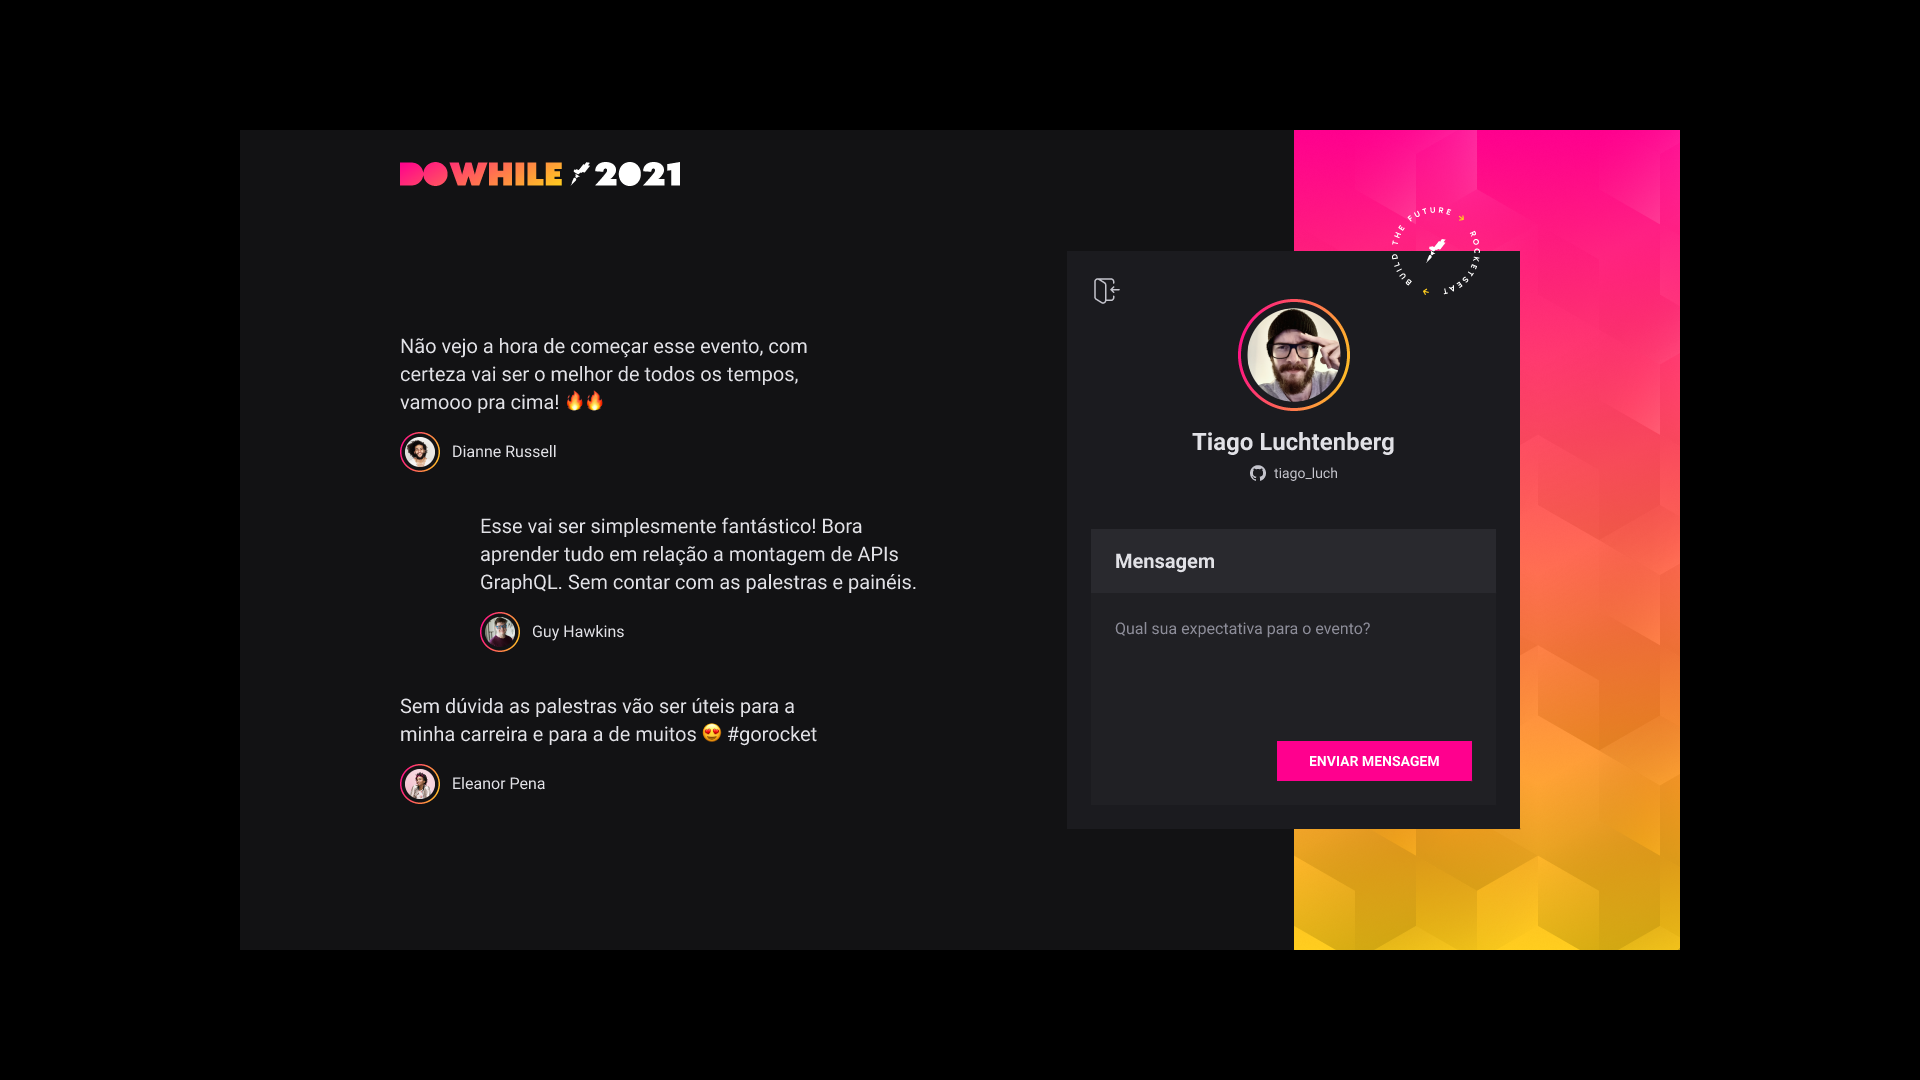 DOWHILE 2021
BUILD THE FUTURE
ROCKETSEAT
Não vejo a hora de começar esse evento, com
certeza vai ser o melhor de todos os tempos,
vamooo pra cima! 🔥🔥
Dianne Russell
Esse vai ser simplesmente fantástico! Bora
aprender tudo em relação a montagem de APIs
GraphQL. Sem contar com as palestras e painéis.
Guy Hawkins
Sem dúvida as palestras vão ser úteis para a
minha carreira e para a de muitos 😍 #gorocket
Eleanor Pena
Tiago Luchtenberg
tiago_luch
Mensagem
Qual sua expectativa para o evento?
ENVIAR MENSAGEM